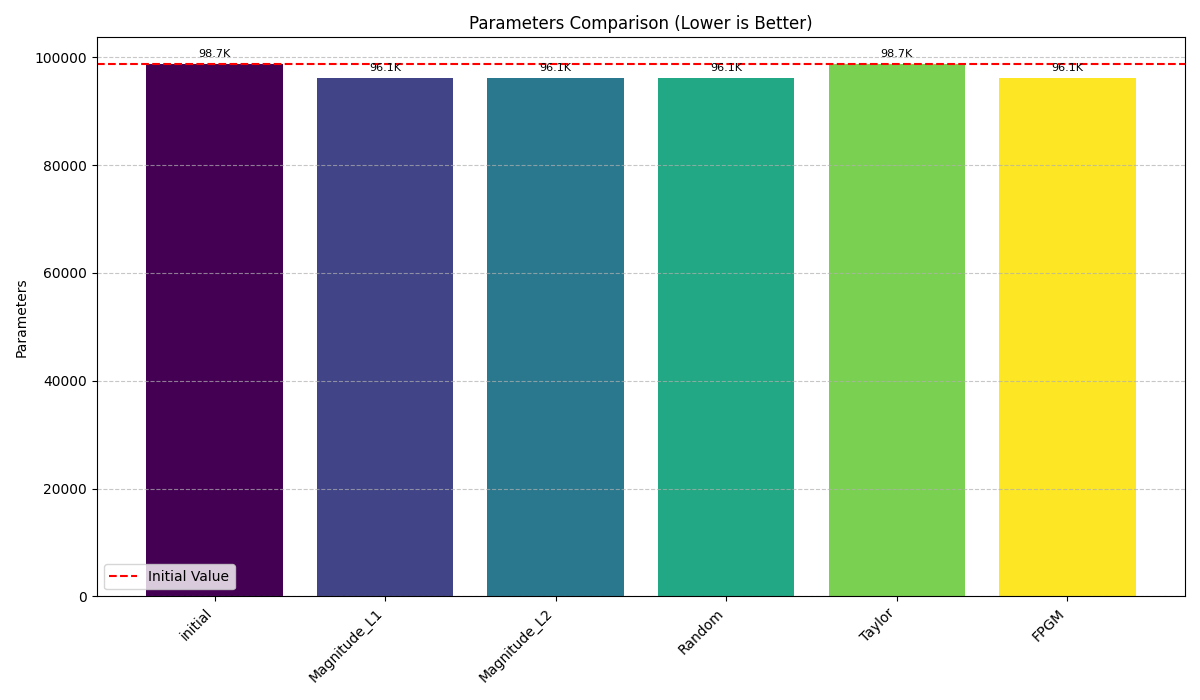 Parameters Comparison (Lower is Better)
Parameters
100000
80000
60000
40000
20000
0
98.7K
96.1K
96.1K
96.1K
98.7K
96.1K
Initial Value
initial
Magnitude_L1
Magnitude_L2
Random
Taylor
FPGM